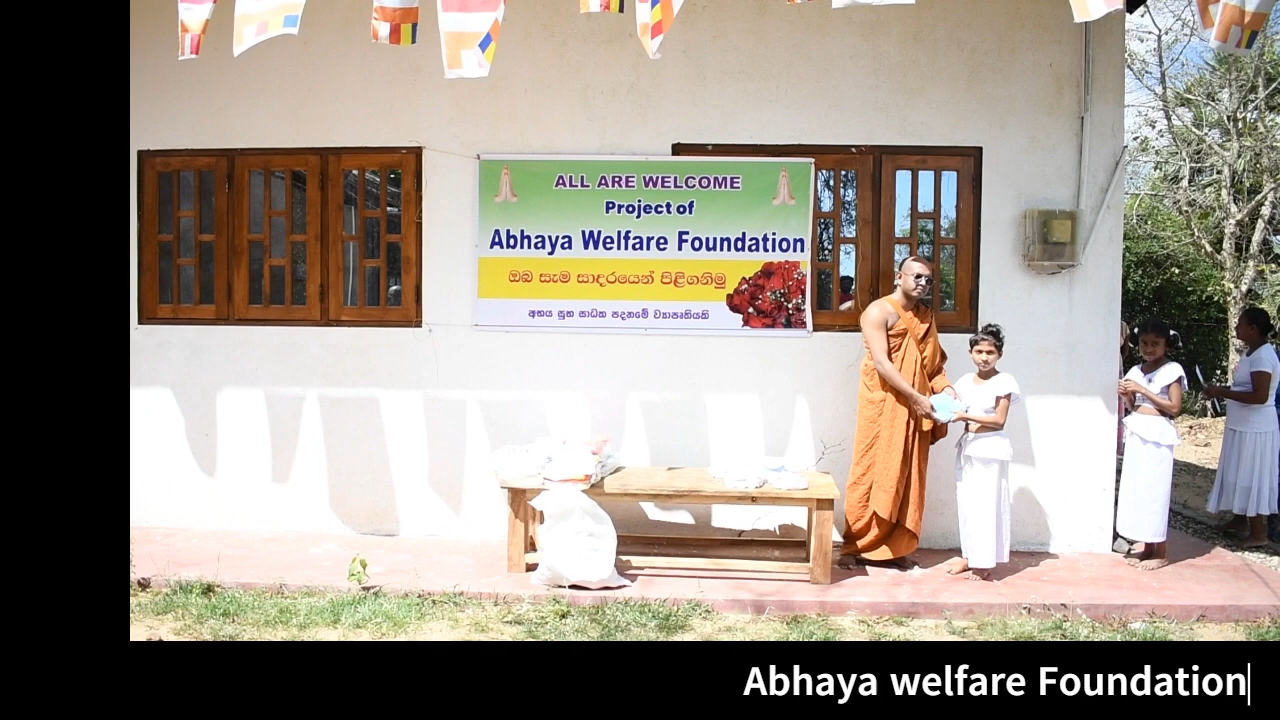 ALL ARE WELCOME
Project of
Abhaya Welfare Foundation
ඔබ සැම සාදරයෙන් පිළිගනිමු
අභය සුභ සාධක පදනමේ ව්‍යාපෘතියකි
Abhaya welfare Foundation